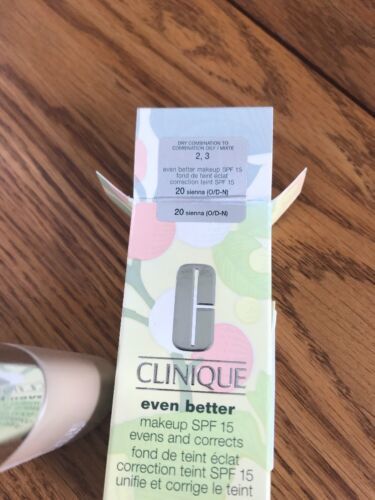 DRY COMBINATION TO
COMBINATION OILY / MIXTE
2, 3
even better makeup SPF 15
fond de teint éclat
correction teint SPF 15
20 sienna (O/D-N)
20 sienna (O/D-N)
CLINIQUE
even better
makeup SPF 15
evens and corrects
fond de teint éclat
correction teint SPF 15
unifie et corrige le teint